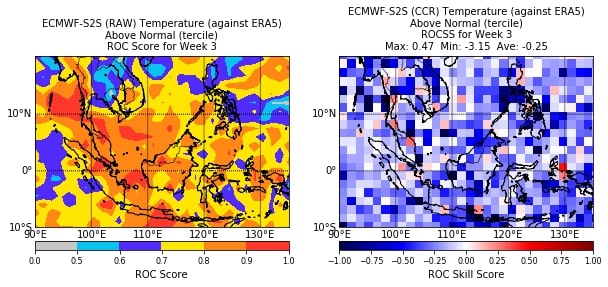 ECMWF-S2S (RAW) Temperature (against ERA5)
Above Normal (tercile)
ROC Score for Week 3
10°N
0°
10°S
90°E 100°E 110°E 120°E 130°E
0.0 0.5 0.6 0.7 0.8 0.9 1.0
ROC Score
ECMWF-S2S (CCR) Temperature (against ERA5)
Above Normal (tercile)
ROCSS for Week 3
Max: 0.47 Min: -3.15 Ave: -0.25
10°N
0°
10°S
90°E 100°E 110°E 120°E 130°E
−1.00 −0.75 −0.50 −0.25 0.00 0.25 0.50 0.75 1.00
ROC Skill Score